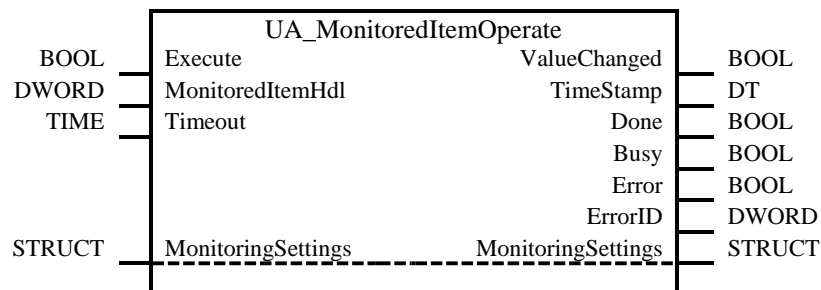 UA_MonitoredItemOperate
BOOL Execute ValueChanged BOOL
DWORD MonitoredItemHdl TimeStamp DT
TIME Timeout Done BOOL
Busy BOOL
Error BOOL
ErrorID DWORD
STRUCT MonitoringSettings MonitoringSettings STRUCT